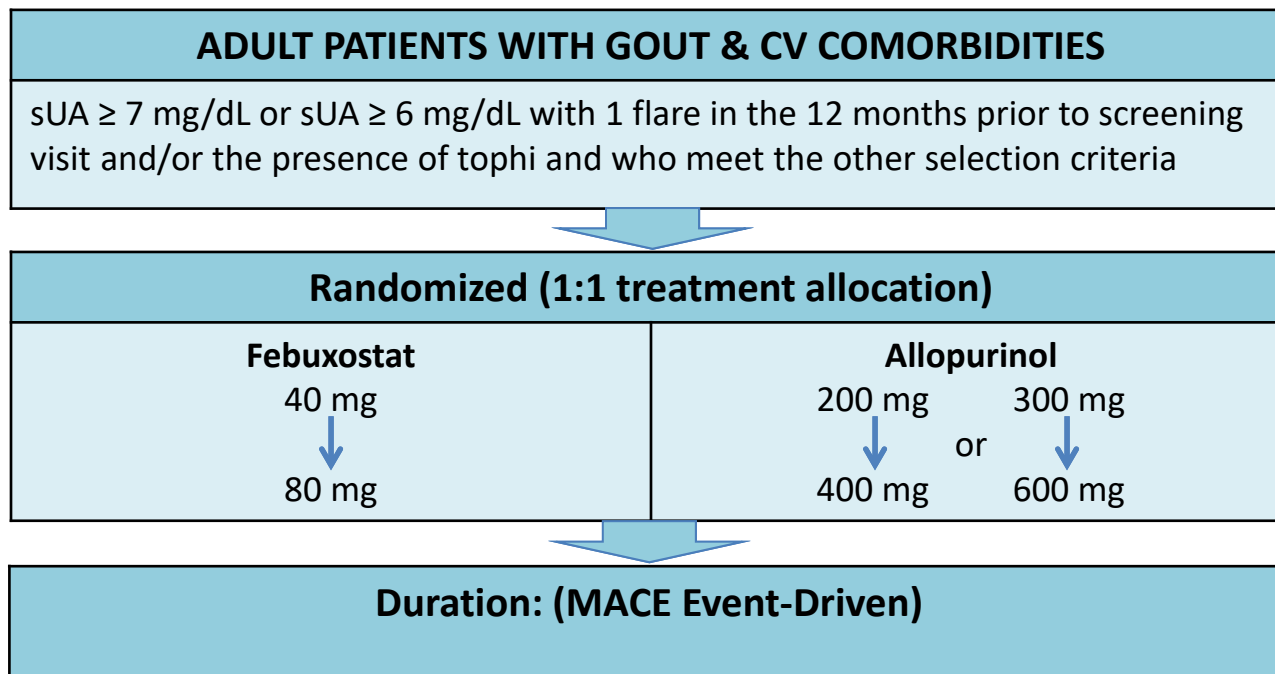 ADULT PATIENTS WITH GOUT & CV COMORBIDITIES
sUA ≥ 7 mg/dL or sUA ≥ 6 mg/dL with 1 flare in the 12 months prior to screening
visit and/or the presence of tophi and who meet the other selection criteria
Randomized (1:1 treatment allocation)
Febuxostat
40 mg
80 mg
Allopurinol
200 mg 300 mg
or
400 mg 600 mg
Duration: (MACE Event-Driven)